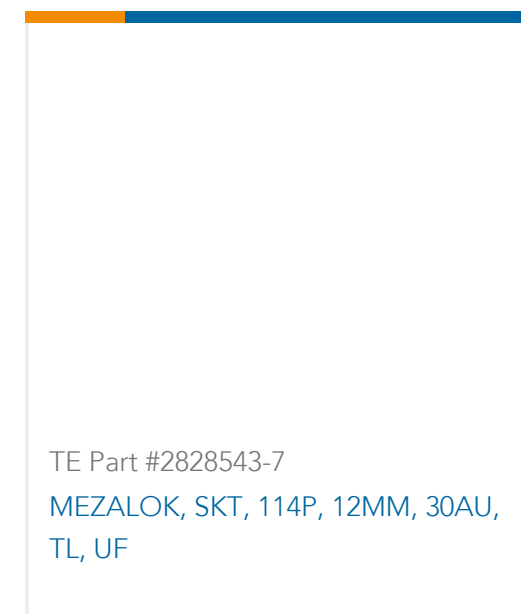 TE Part #2828543-7
MEZALOK, SKT, 114P, 12MM, 30AU,
TL, UF